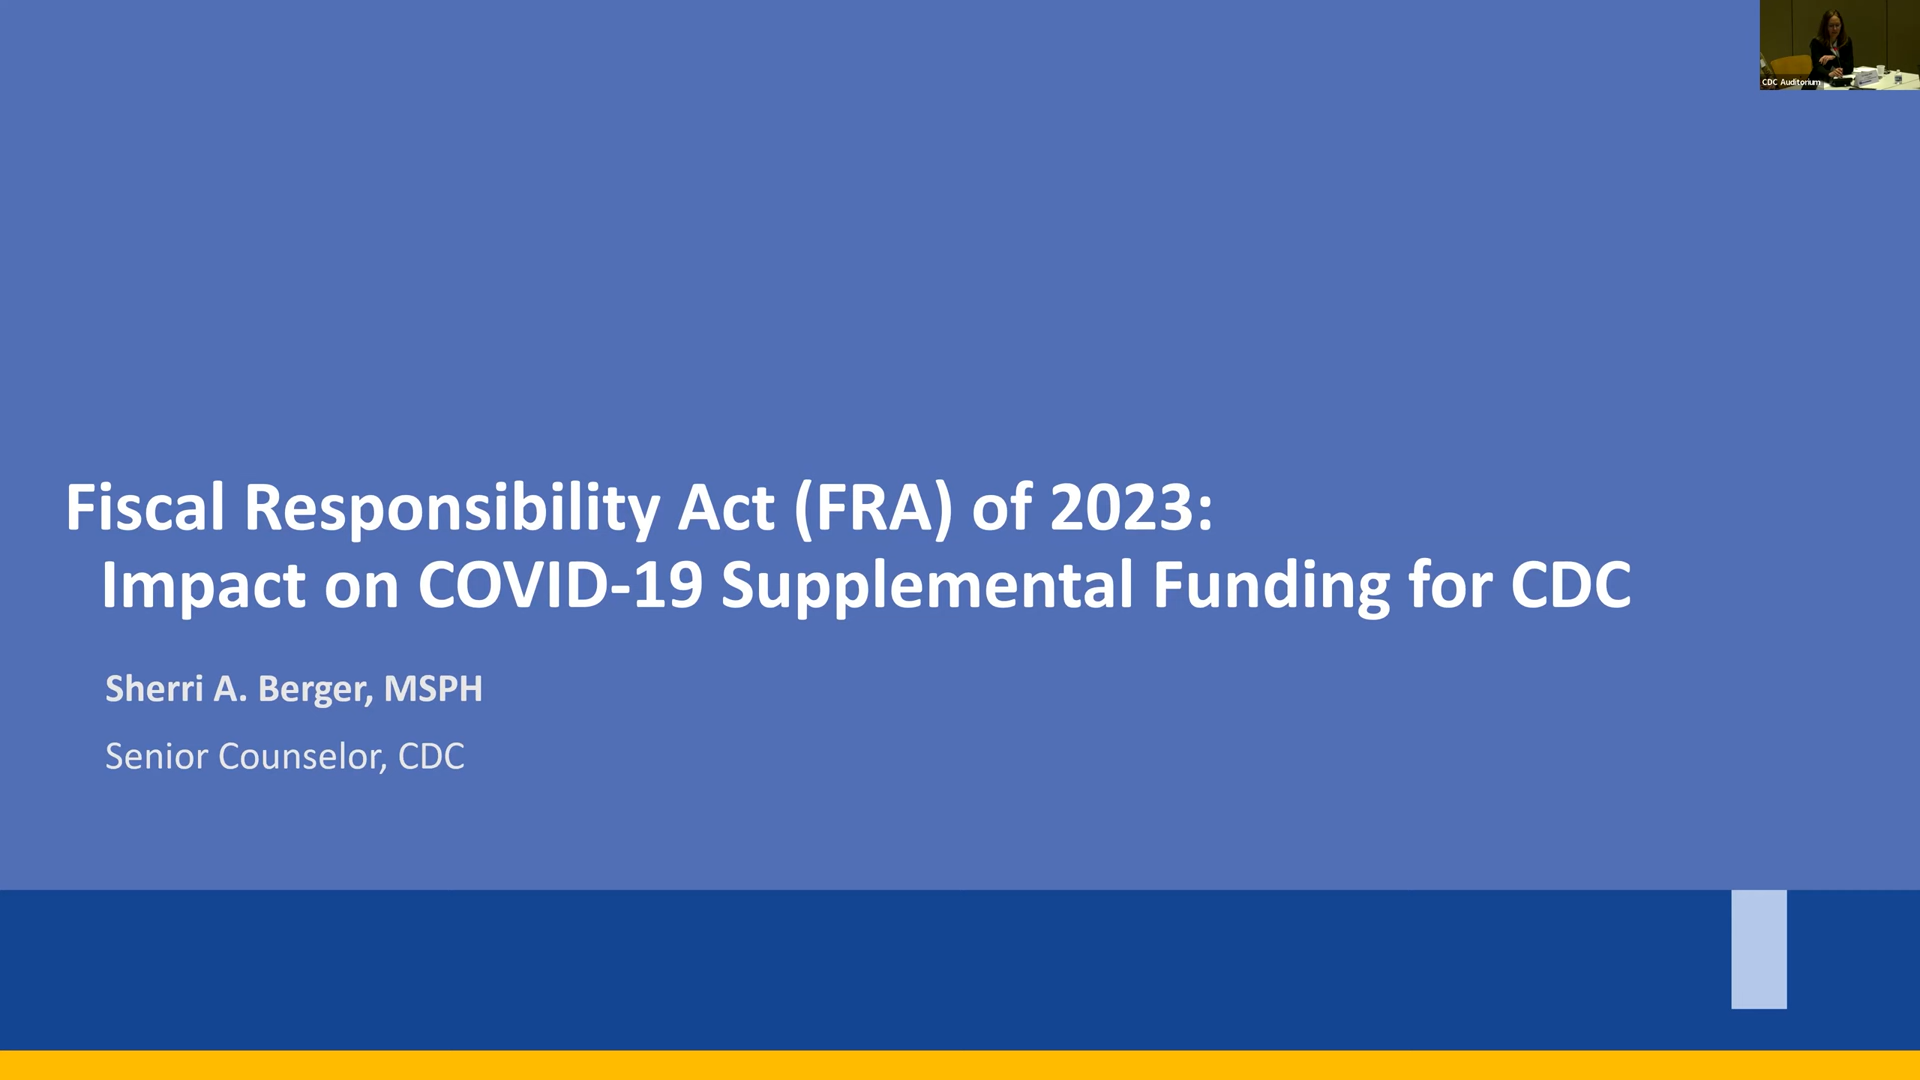 CDC Auditorium
Fiscal Responsibility Act (FRA) of 2023:
Impact on COVID-19 Supplemental Funding for CDC
Sherri A. Berger, MSPH
Senior Counselor, CDC